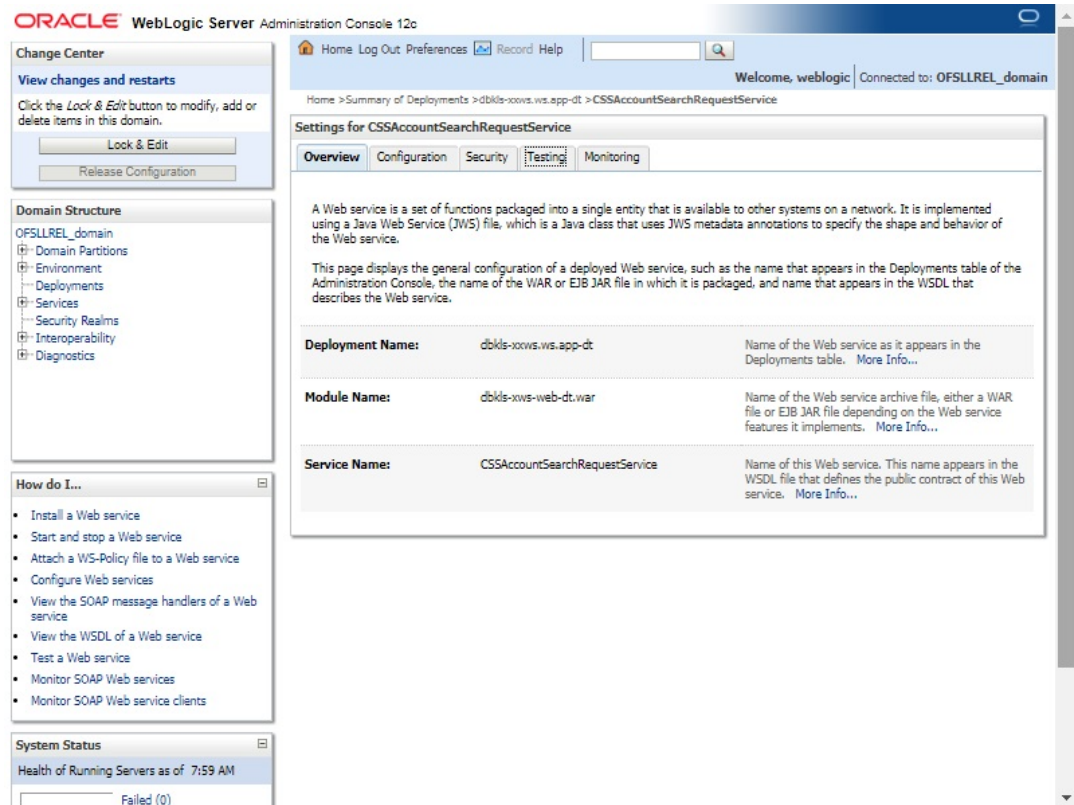 ORACLE WebLogic Server Administration Console 12c
Change Center
View changes and restarts
Click the Lock & Edit button to modify, add or
delete items in this domain.
Lock & Edit
Release Configuration
Domain Structure
OFSLLREL_domain
Domain Partitions
Environment
Deployments
Services
Security Realms
Interoperability
Diagnostics
How do I...
Install a Web service
Start and stop a Web service
Attach a WS-Policy file to a Web service
Configure Web services
View the SOAP message handlers of a Web
service
View the WSDL of a Web service
Test a Web service
Monitor SOAP Web services
Monitor SOAP Web service clients
System Status
Health of Running Servers as of 7:59 AM
Failed (0)
Home Log Out Preferences Record Help
Welcome, weblogic Connected to: OFSLLREL_domain
Home >Summary of Deployments >dbkls-xxws.ws.app-dt >CSSAccountSearchRequestService
Settings for CSSAccountSearchRequestService
Overview Configuration Security Testing Monitoring
A Web service is a set of functions packaged into a single entity that is available to other systems on a network. It is implemented
using a Java Web Service (JWS) file, which is a Java class that uses JWS metadata annotations to specify the shape and behavior of
the Web service.
This page displays the general configuration of a deployed Web service, such as the name that appears in the Deployments table of the
Administration Console, the name of the WAR or EJB JAR file in which it is packaged, and name that appears in the WSDL that
describes the Web service.
Deployment Name: dbkls-xxws.ws.app-dt Name of the Web service as it appears in the
Deployments table. More Info...
Module Name: dbkls-xws-web-dt.war Name of the Web service archive file, either a WAR
file or EJB JAR file depending on the Web service
features it implements. More Info...
Service Name: CSSAccountSearchRequestService Name of this Web service. This name appears in the
WSDL file that defines the public contract of this Web
service. More Info...